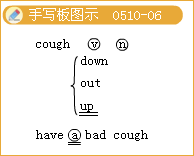 手写板图示 0510-06
cough ⓥ ⓝ
down
out
up
have ⓐ bad cough